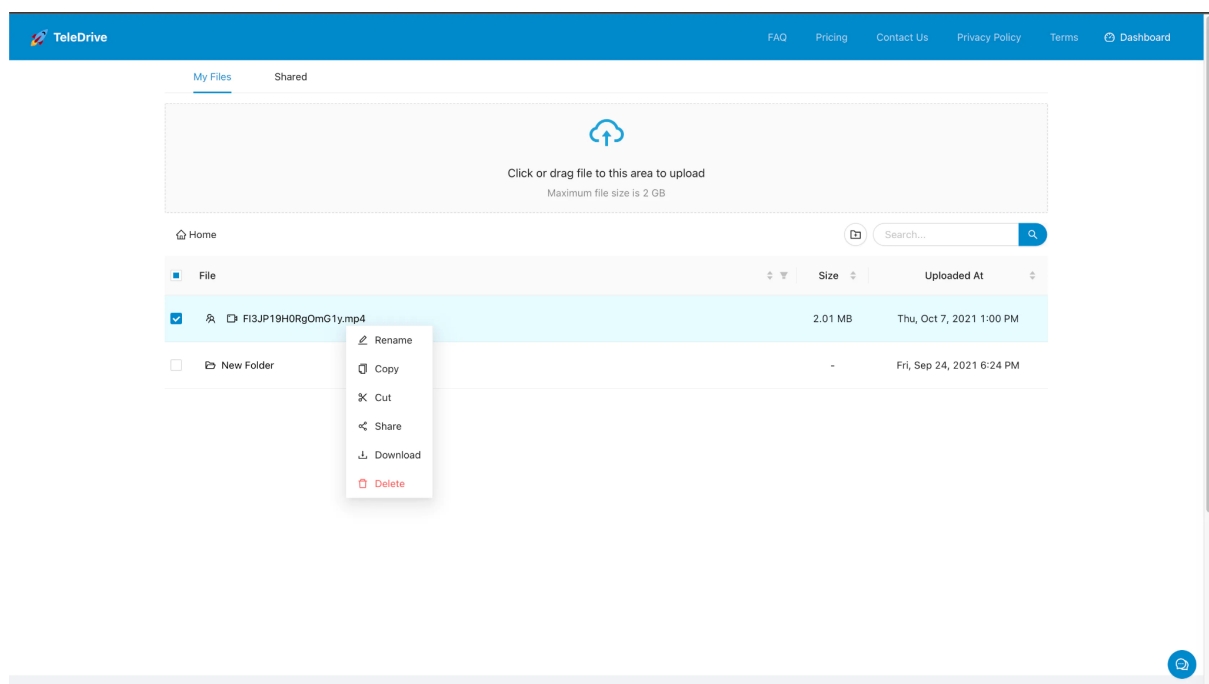 TeleDrive FAQ Pricing Contact Us Privacy Policy Terms Dashboard
My Files Shared
Click or drag file to this area to upload
Maximum file size is 2 GB
Home Search...
File Size Uploaded At
FI3JP19H0RgOmG1y.mp4 2.01 MB Thu, Oct 7, 2021 1:00 PM
Rename
New Folder - Fri, Sep 24, 2021 6:24 PM
Copy
Cut
Share
Download
Delete